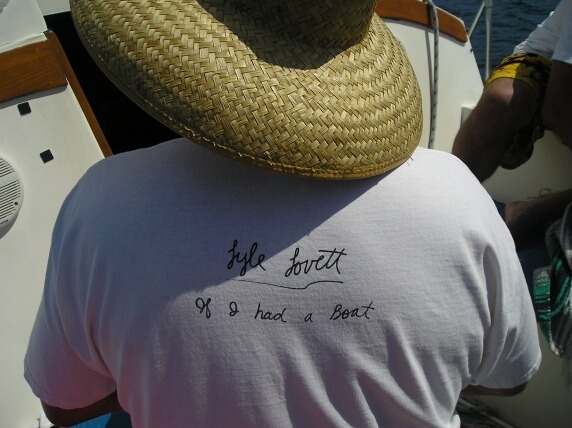 Lyle Lovett
If I had a Boat